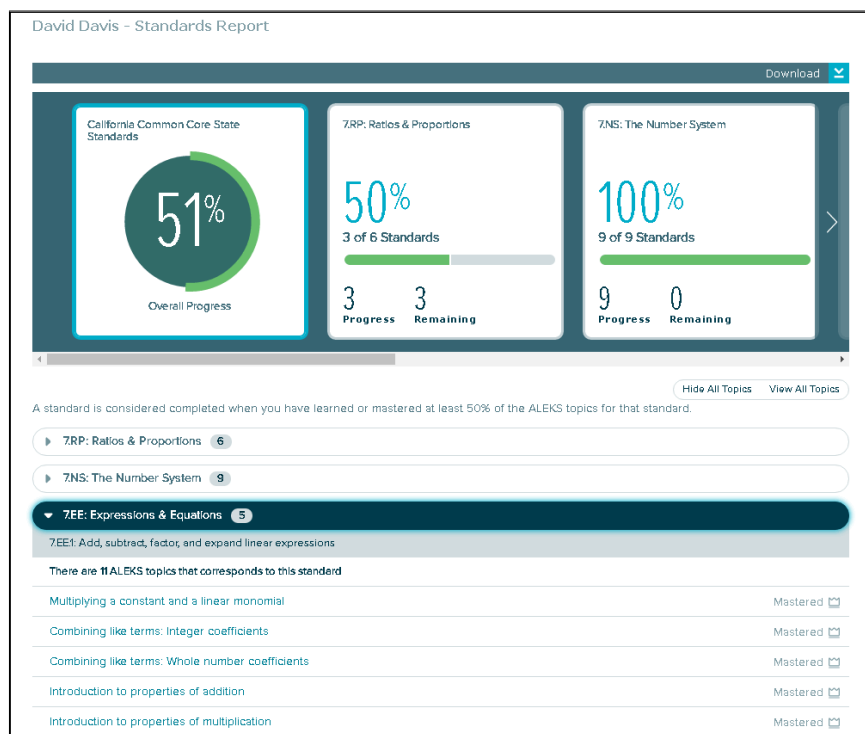 David Davis - Standards Report
Download
California Common Core State
Standards
51%
Overall Progress
7.RP: Ratios & Proportions
50%
3 of 6 Standards
3 3
Progress Remaining
7.NS: The Number System
100%
9 of 9 Standards
9 0
Progress Remaining
Hide All Topics View All Topics
A standard is considered completed when you have learned or mastered at least 50% of the ALEKS topics for that standard.
7.RP: Ratios & Proportions 6
7.NS: The Number System 9
7.EE: Expressions & Equations 5
7.EE.1: Add, subtract, factor, and expand linear expressions
There are 11 ALEKS topics that corresponds to this standard
Multiplying a constant and a linear monomial Mastered
Combining like terms: Integer coefficients Mastered
Combining like terms: Whole number coefficients Mastered
Introduction to properties of addition Mastered
Introduction to properties of multiplication Mastered